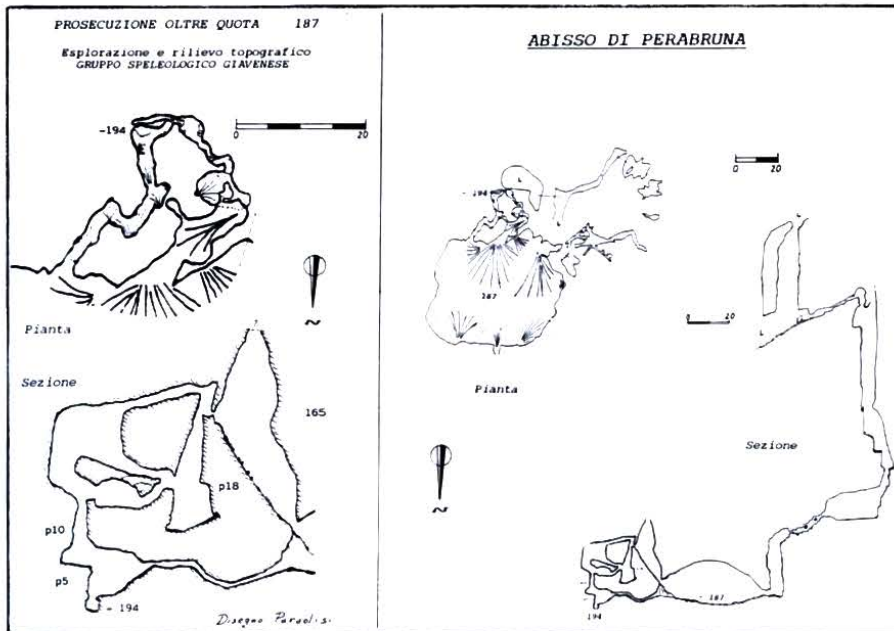 PROSECUZIONE OLTRE QUOTA 187
Esplorazione e rilievo topografico
GRUPPO SPELEOLOGICO GIAVENESE
-194
0 20
Pianta
Sezione
165
p18
p10
p5
- 194
Disegno
ABISSO DI PERABRUNA
0 20
- 194
187
0 20
Pianta
Sezione
- 187
194